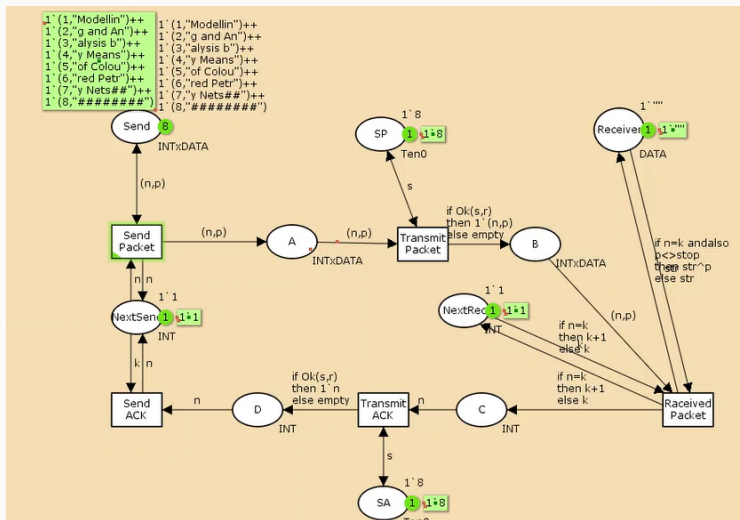 1`(1,"Modellin")++
1`(2,"g and An")++
1`(3,"alysis b")++
1`(4,"y Means")++
1`(5,"of Colou")++
1`(6,"red Petr")++
1`(7,"y Nets##")++
1`(8,"########")
1`(1,"Modellin")++
1`(2,"g and An")++
1`(3,"alysis b")++
1`(4,"y Means")++
1`(5,"of Colou")++
1`(6,"red Petr")++
1`(7,"y Nets##")++
1`(8,"########")
Send
8
INTxDATA
1`8
SP
1
1`8
Ten0
1`""
Receiver
1
1`""
DATA
(n,p)
s
Send
Packet
(n,p)
A
INTxDATA
(n,p)
Transmit
Packet
if Ok(s,r)
then 1`(n,p)
else empty
B
INTxDATA
if n=k andalso
p<>stop
then str^p
else str
str
n
n
1`1
NextSend
1
1`1
INT
1`1
NextRec
1
1`1
INT
(n,p)
if n=k
then k+1
else k
k
k
n
if n=k
then k+1
else k
Send
ACK
n
D
INT
if Ok(s,r)
then 1`n
else empty
Transmit
ACK
n
C
INT
Raceived
Packet
s
1`8
SA
1
1`8